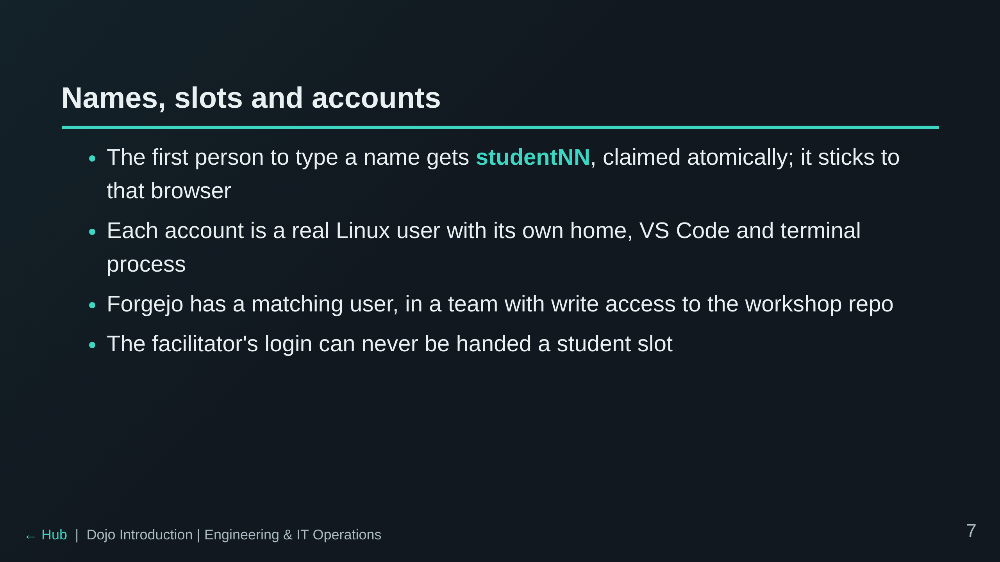 Names, slots and accounts
• The first person to type a name gets studentNN, claimed atomically; it sticks to
that browser
• Each account is a real Linux user with its own home, VS Code and terminal
process
• Forgejo has a matching user, in a team with write access to the workshop repo
• The facilitator's login can never be handed a student slot
← Hub | Dojo Introduction | Engineering & IT Operations
7